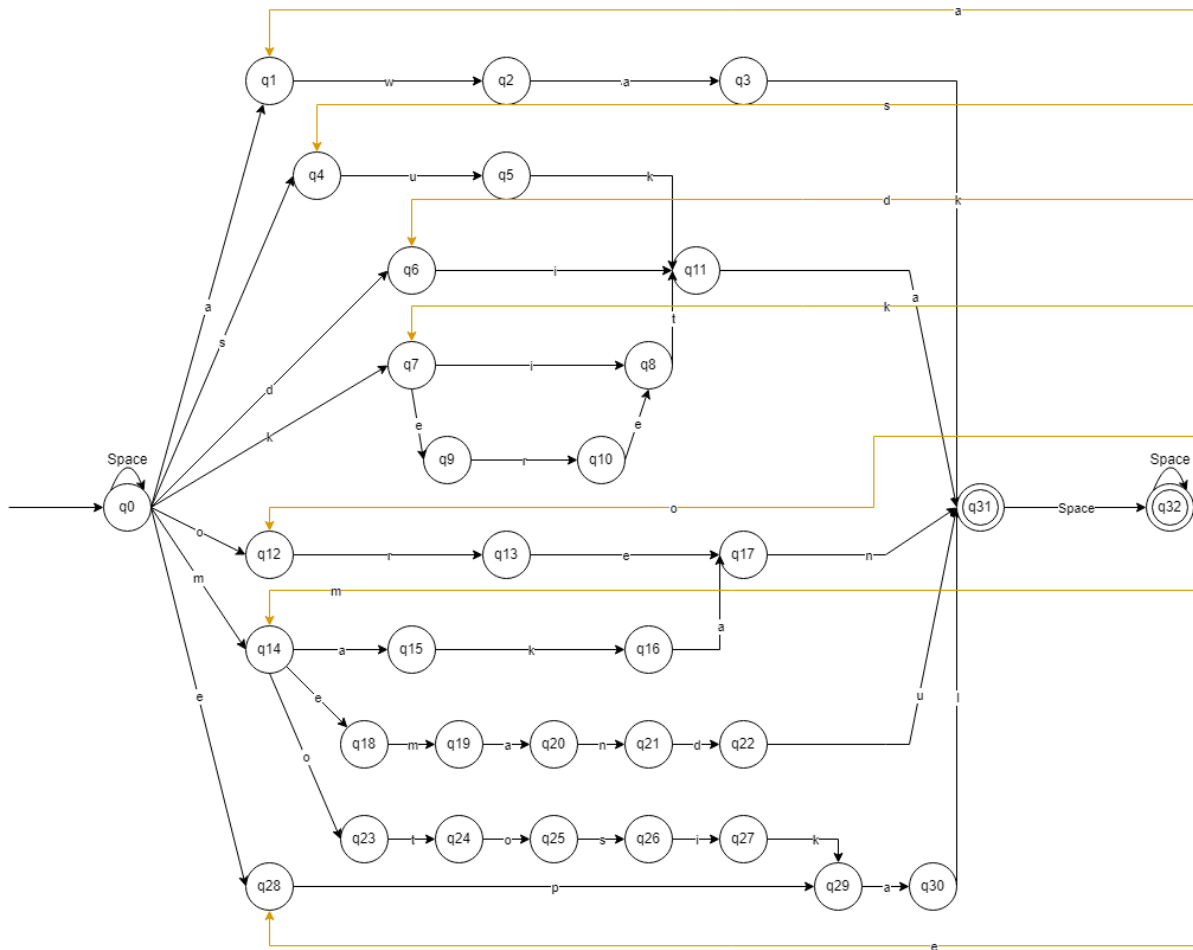 a
q1 w q2 a q3
s
q4 u q5 k
d k
q6 i q11 a
a
k
s t
q7 i q8
d
e e
k
Space Space
q9 r q10
q0 o q31 Space q32
o
q12 r q13 e q17 n
m m
a
q14 a q15 k q16
e e u l
q18 m q19 a q20 n q21 d q22
o
q23 t q24 o q25 s q26 i q27 k
q28 p q29 a q30
e